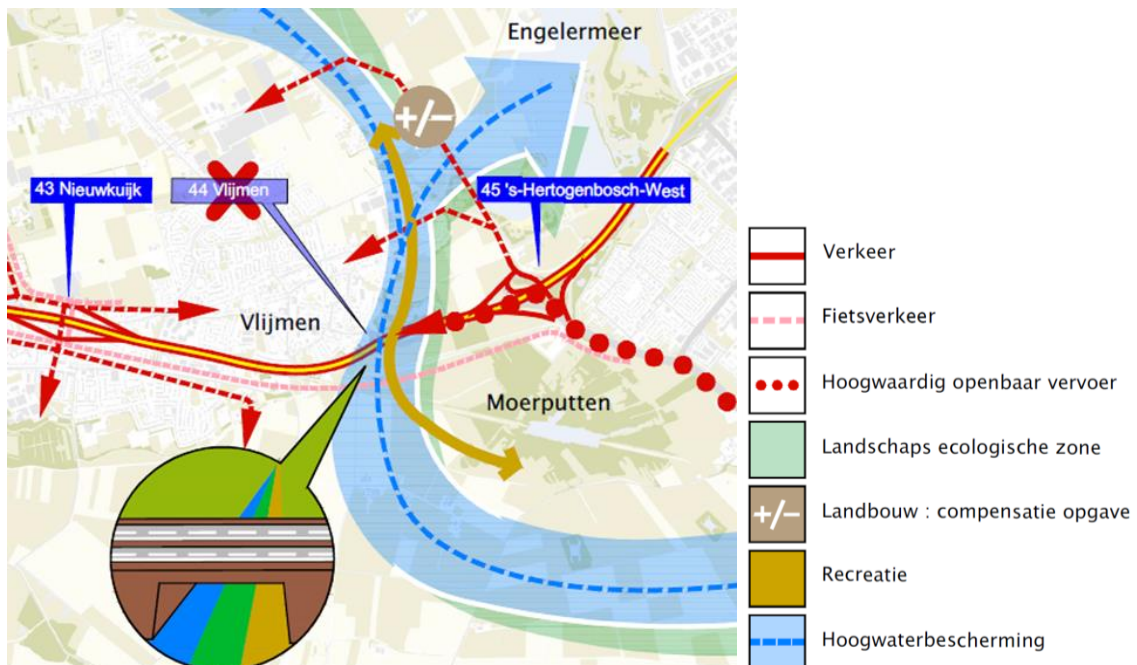 Engelermeer
+/−
43 Nieuwkuijk
44 Vlijmen
45 's-Hertogenbosch-West
Vlijmen
Moerputten
Verkeer
Fietsverkeer
Hoogwaardig openbaar vervoer
Landschaps ecologische zone
+/− Landbouw : compensatie opgave
Recreatie
Hoogwaterbescherming